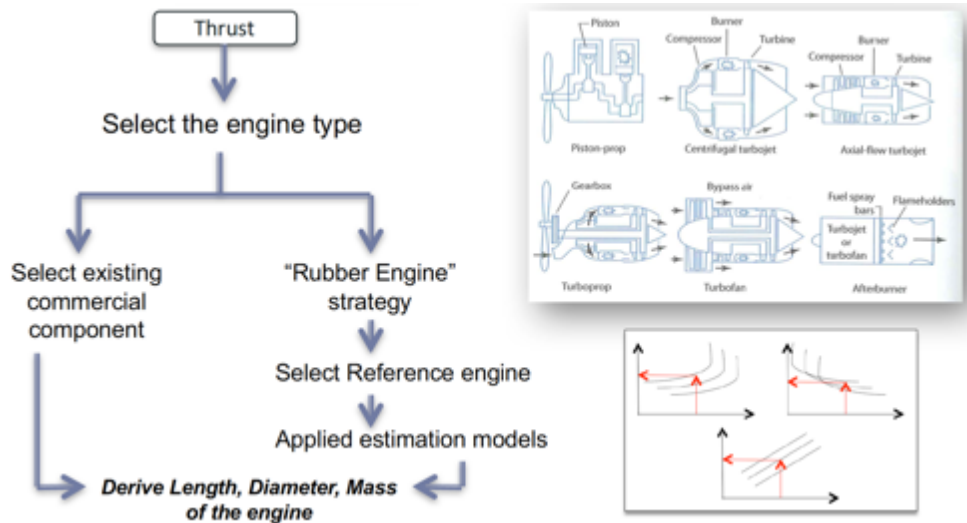 Thrust
Select the engine type
Select existing
commercial
component
“Rubber Engine”
strategy
Select Reference engine
Applied estimation models
Derive Length, Diameter, Mass
of the engine
Piston
Piston-prop
Burner
Compressor
Turbine
Centrifugal turbojet
Burner
Compressor
Turbine
Axial-flow turbojet
Gearbox
Turboprop
Bypass air
Turbofan
Fuel spray
bars
Flameholders
Turbojet
or
turbofan
Afterburner